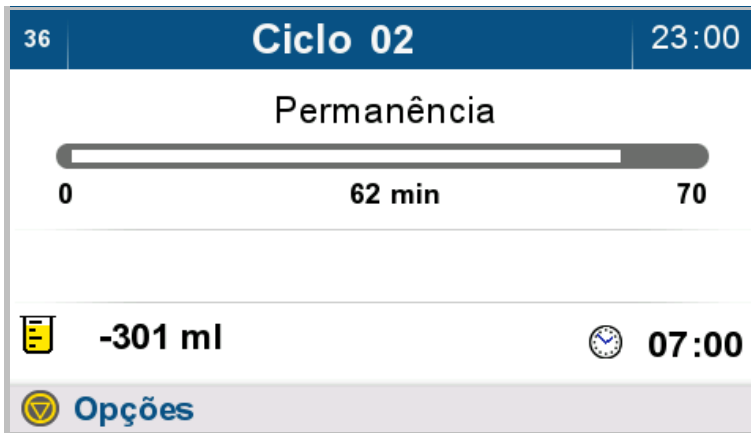 36 Ciclo 02 23:00
Permanência
0 62 min 70
-301 ml 07:00
Opções